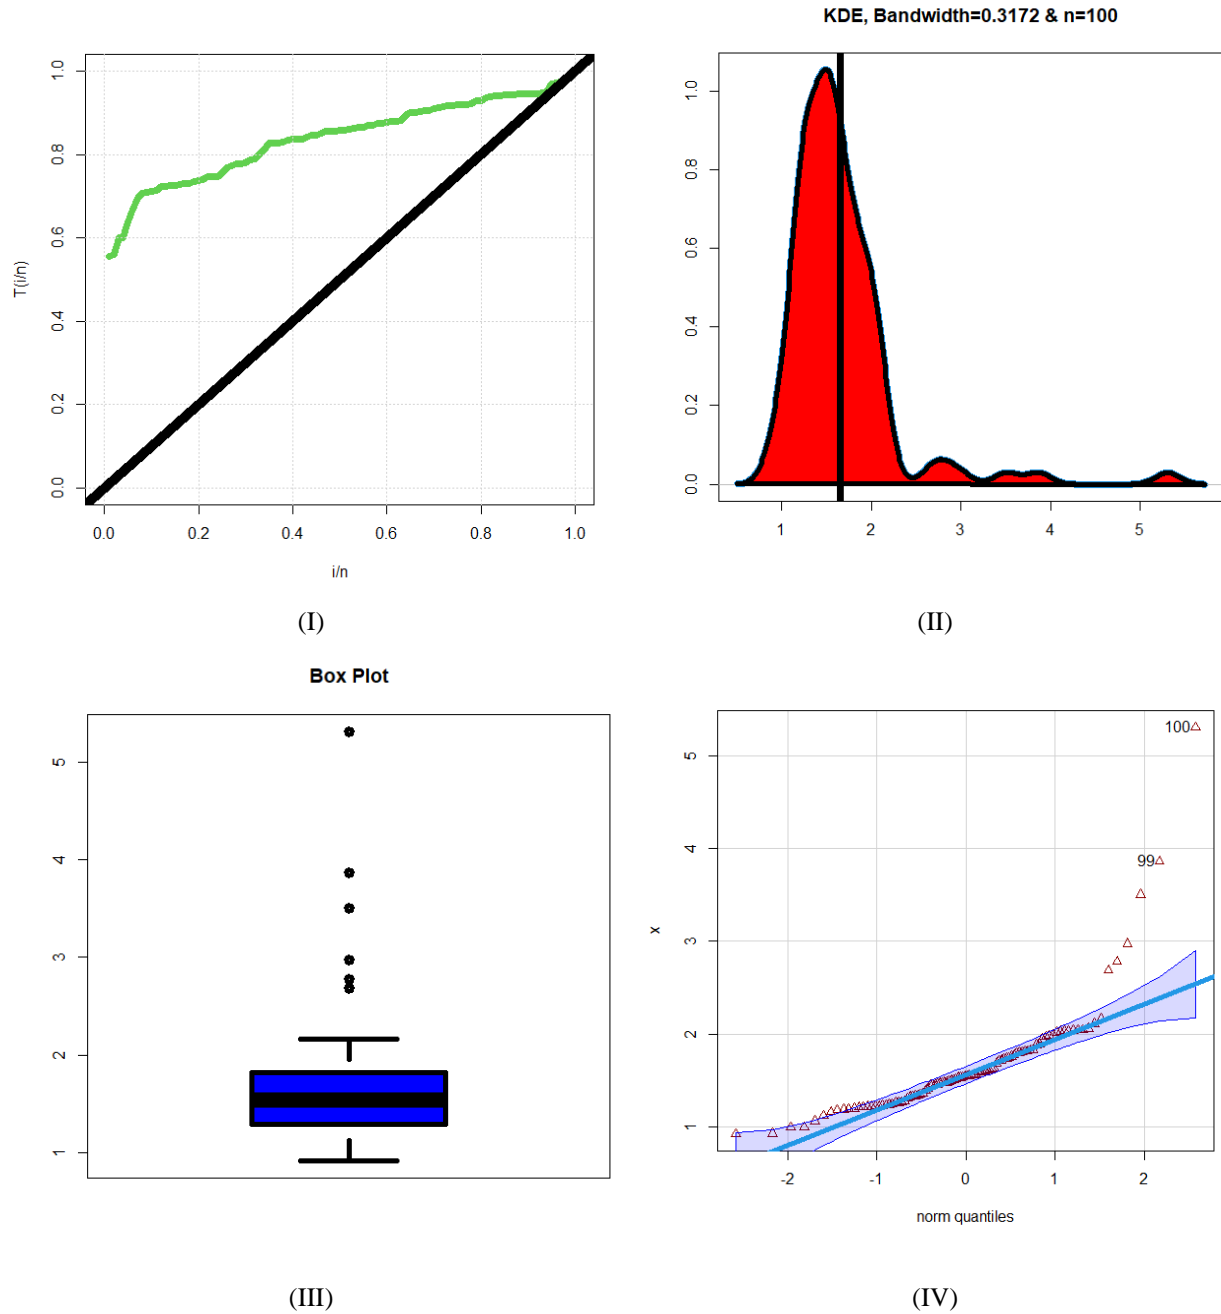 KDE, Bandwidth=0.3172 & n=100
1.0
0.8
0.6
0.4
0.2
0.0
T(i/n)
0.0 0.2 0.4 0.6 0.8 1.0
i/n
(I)
1.0
0.8
0.6
0.4
0.2
0.0
1 2 3 4 5
(II)
Box Plot
5
4
3
2
1
(III)
100
99
5
4
3
2
1
x
-2 -1 0 1 2
norm quantiles
(IV)